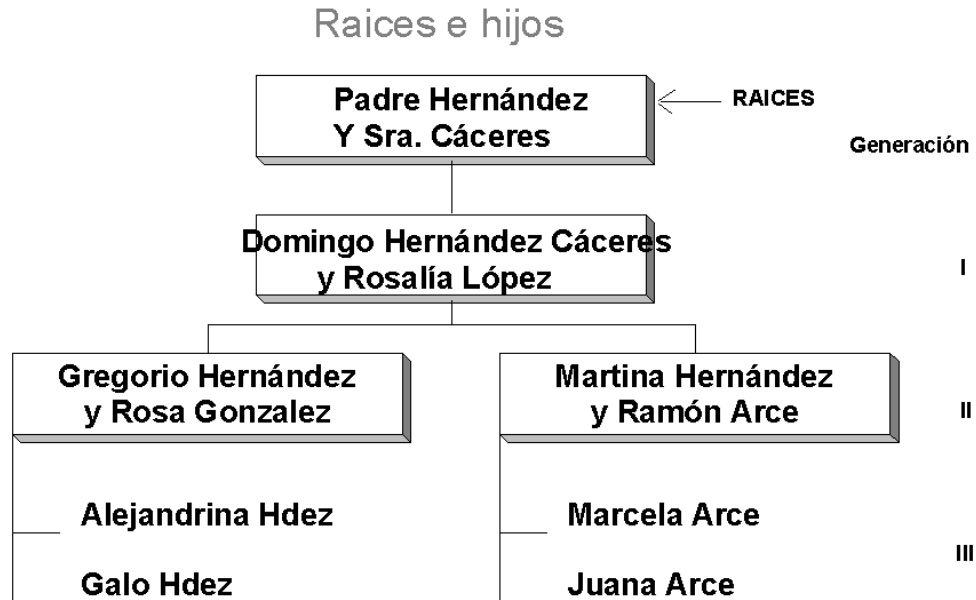 Raices e hijos
Padre Hernández
Y Sra. Cáceres
RAICES
Generación
Domingo Hernández Cáceres
y Rosalía López
I
Gregorio Hernández
y Rosa Gonzalez
Martina Hernández
y Ramón Arce
II
Alejandrina Hdez
Marcela Arce
III
Galo Hdez
Juana Arce